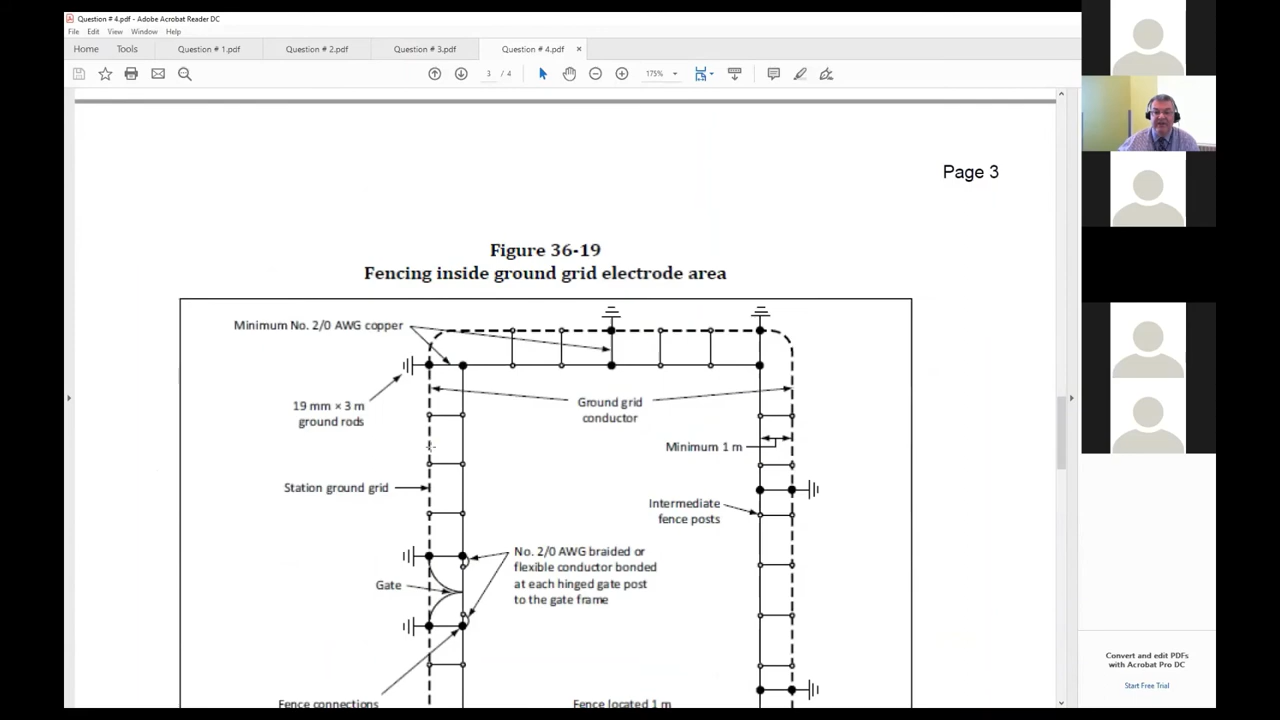 Question # 4.pdf - Adobe Acrobat Reader DC
File Edit View Window Help
Home Tools Question # 1.pdf Question # 2.pdf Question # 3.pdf Question # 4.pdf ×
3 / 4 175%
Page 3
Figure 36-19
Fencing inside ground grid electrode area
Minimum No. 2/0 AWG copper
19 mm × 3 m
ground rods
Ground grid
conductor
Minimum 1 m
Station ground grid
Intermediate
fence posts
No. 2/0 AWG braided or
flexible conductor bonded
at each hinged gate post
to the gate frame
Gate
Fence connections
Fence located 1 m
Convert and edit PDFs
with Acrobat Pro DC
Start Free Trial